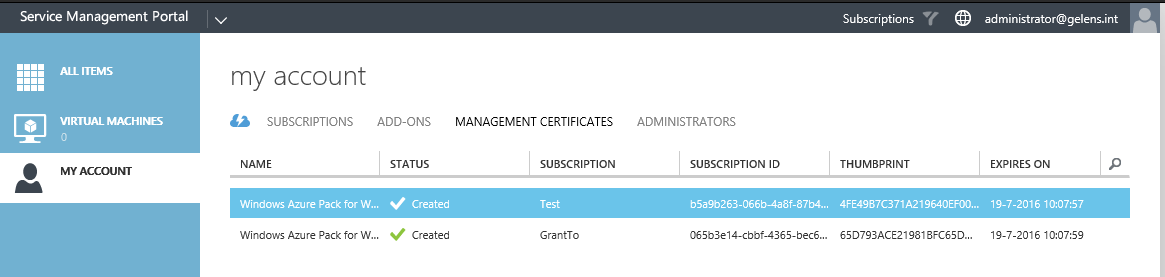 Service Management Portal
Subscriptions administrator@gelens.int
ALL ITEMS
VIRTUAL MACHINES
0
MY ACCOUNT
my account
SUBSCRIPTIONS ADD-ONS MANAGEMENT CERTIFICATES ADMINISTRATORS
NAME STATUS SUBSCRIPTION SUBSCRIPTION ID THUMBPRINT EXPIRES ON
Windows Azure Pack for W... Created Test b5a9b263-066b-4a8f-87b4... 4FE49B7C371A219640EF00... 19-7-2016 10:07:57
Windows Azure Pack for W... Created GrantTo 065b3e14-cbbf-4365-bec6... 65D793ACE21981BFC65D... 19-7-2016 10:07:59